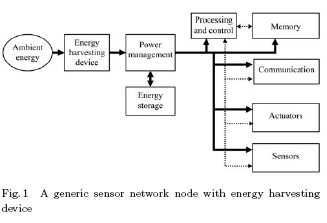 Ambient
energy
Energy
harvesting
device
Power
management
Energy
storage
Processing
and control
Memory
Communication
Actuators
Sensors
Fig. 1 A generic sensor network node with energy harvesting
device